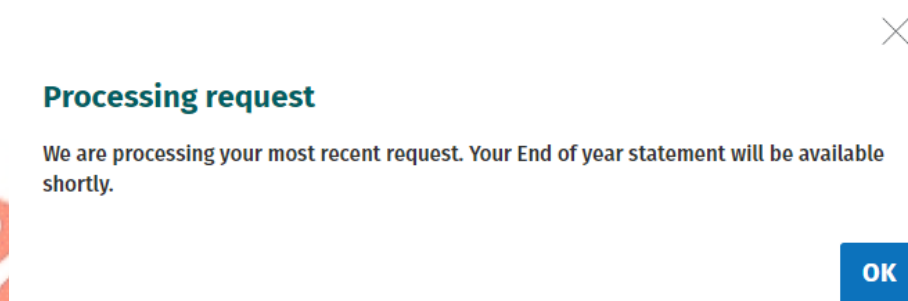 Processing request
We are processing your most recent request. Your End of year statement will be available
shortly.
OK